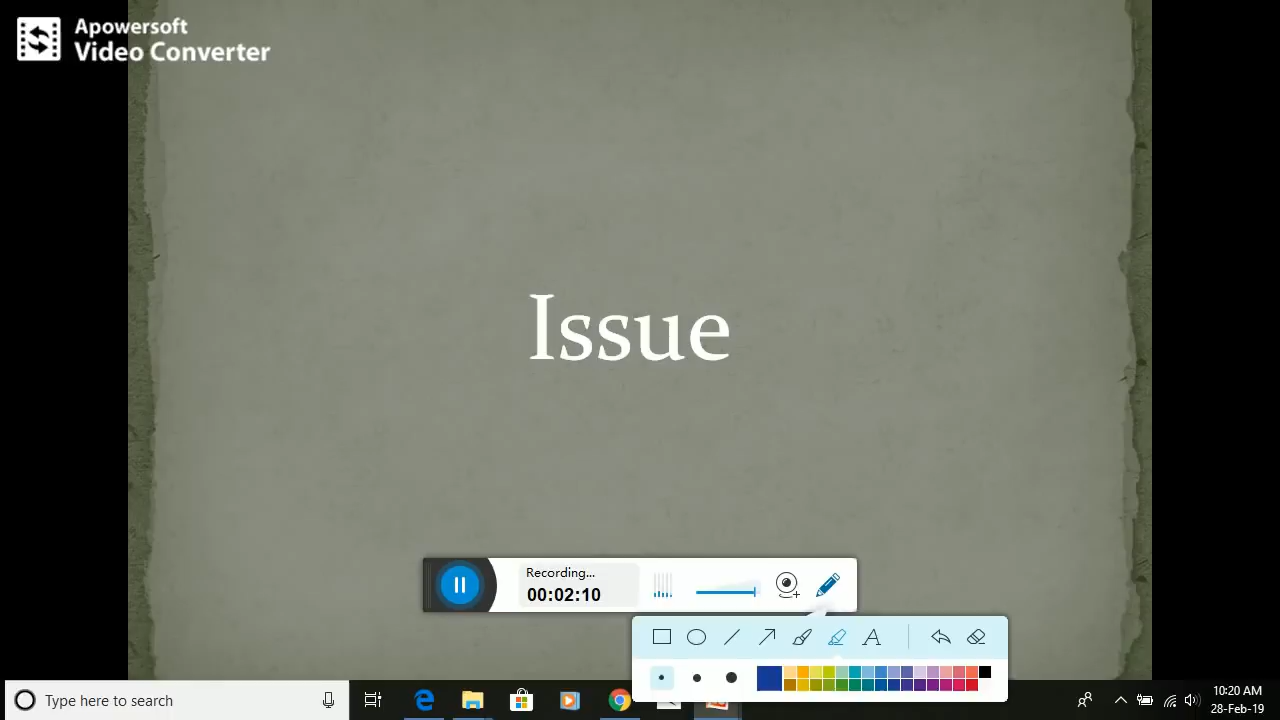 Apowersoft
Video Converter
Issue
Recording...
00:02:10
A
Type here to search
10:20 AM
28-Feb-19